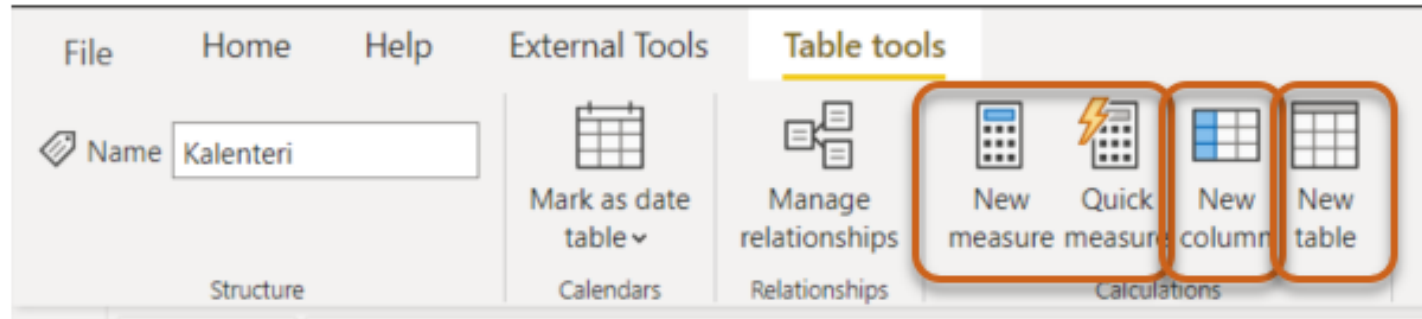 File Home Help External Tools Table tools
Name Kalenteri
Mark as date table
Manage relationships
New measure
Quick measure
New column
New table
Structure Calendars Relationships Calculations